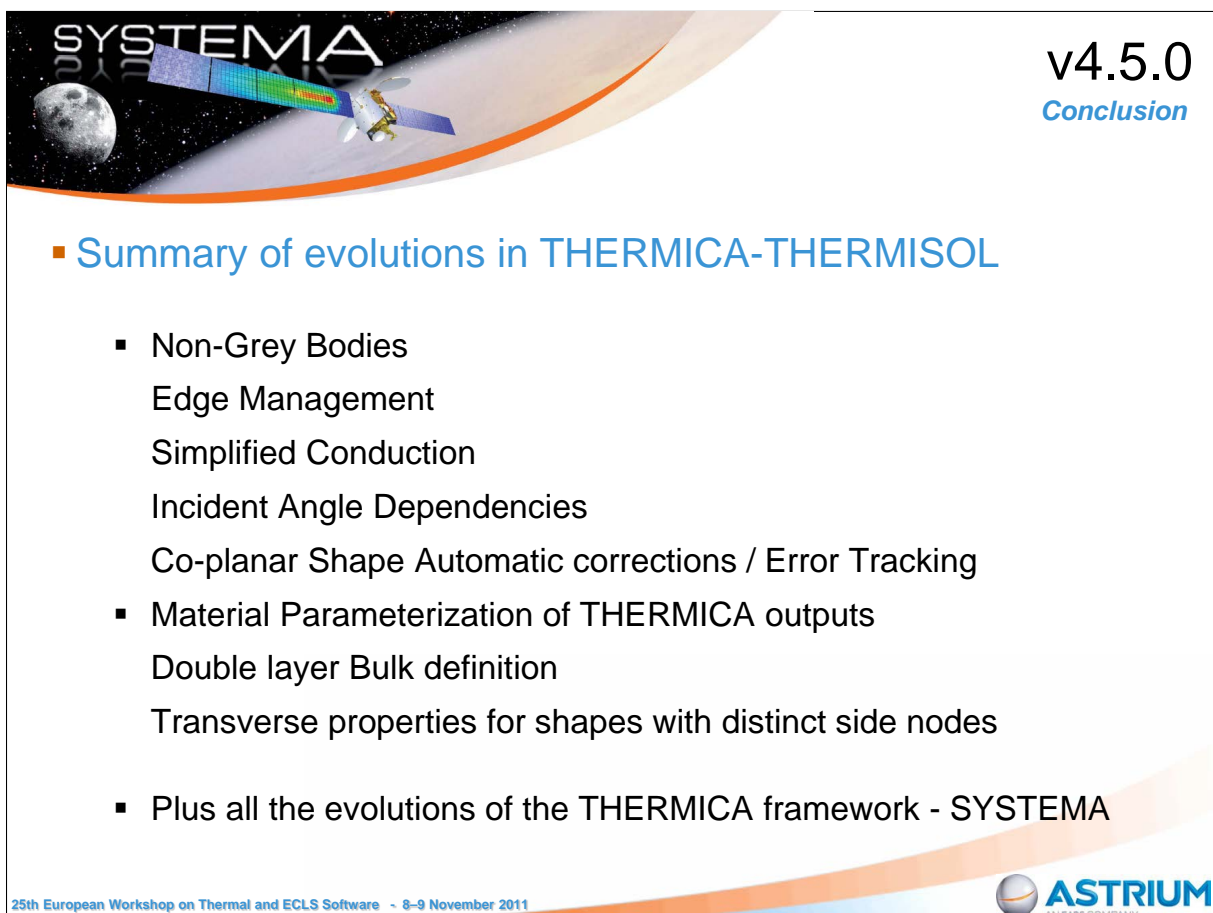 SYSTEMA
v4.5.0
Conclusion
▪ Summary of evolutions in THERMICA-THERMISOL
▪ Non-Grey Bodies
Edge Management
Simplified Conduction
Incident Angle Dependencies
Co-planar Shape Automatic corrections / Error Tracking
▪ Material Parameterization of THERMICA outputs
Double layer Bulk definition
Transverse properties for shapes with distinct side nodes
▪ Plus all the evolutions of the THERMICA framework - SYSTEMA
25th European Workshop on Thermal and ECLS Software - 8–9 November 2011
ASTRIUM